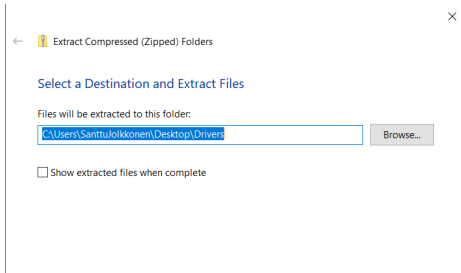 Extract Compressed (Zipped) Folders
Select a Destination and Extract Files
Files will be extracted to this folder:
C:\Users\SanttuJolkkonen\Desktop\Drivers
Browse...
Show extracted files when complete